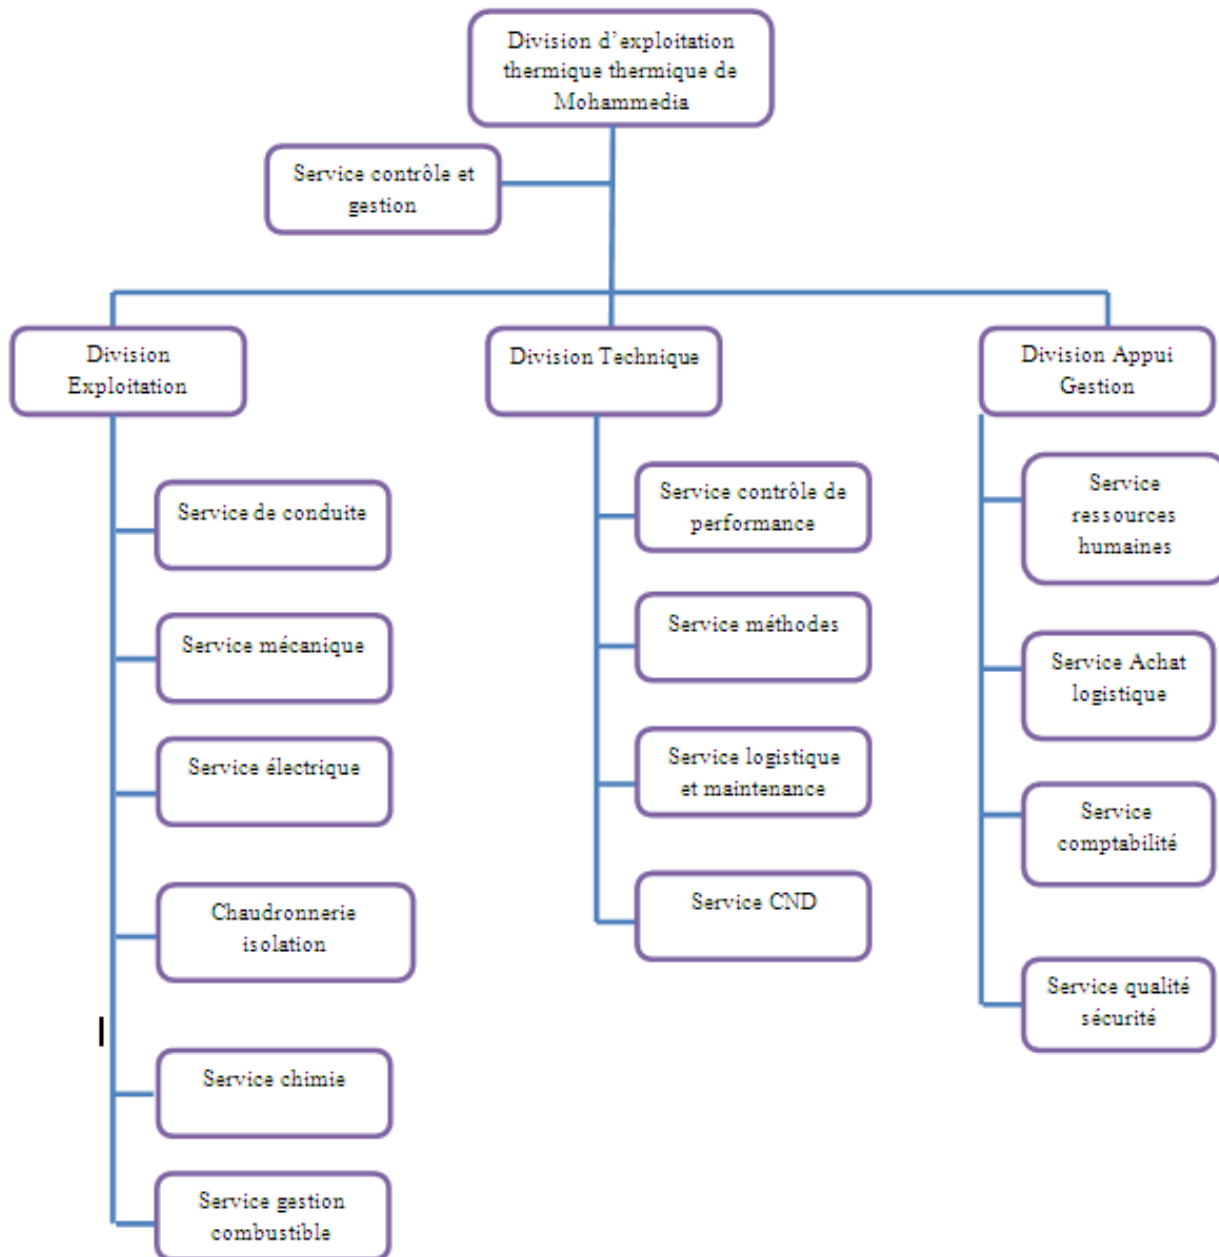 Division d’exploitation
thermique thermique de
Mohammedia
Service contrôle et
gestion
Division
Exploitation
Service de conduite
Service mécanique
Service électrique
Chaudronnerie
isolation
Service chimie
Service gestion
combustible
Division Technique
Service contrôle de
performance
Service méthodes
Service logistique
et maintenance
Service CND
Division Appui
Gestion
Service
ressources
humaines
Service Achat
logistique
Service
comptabilité
Service qualité
sécurité